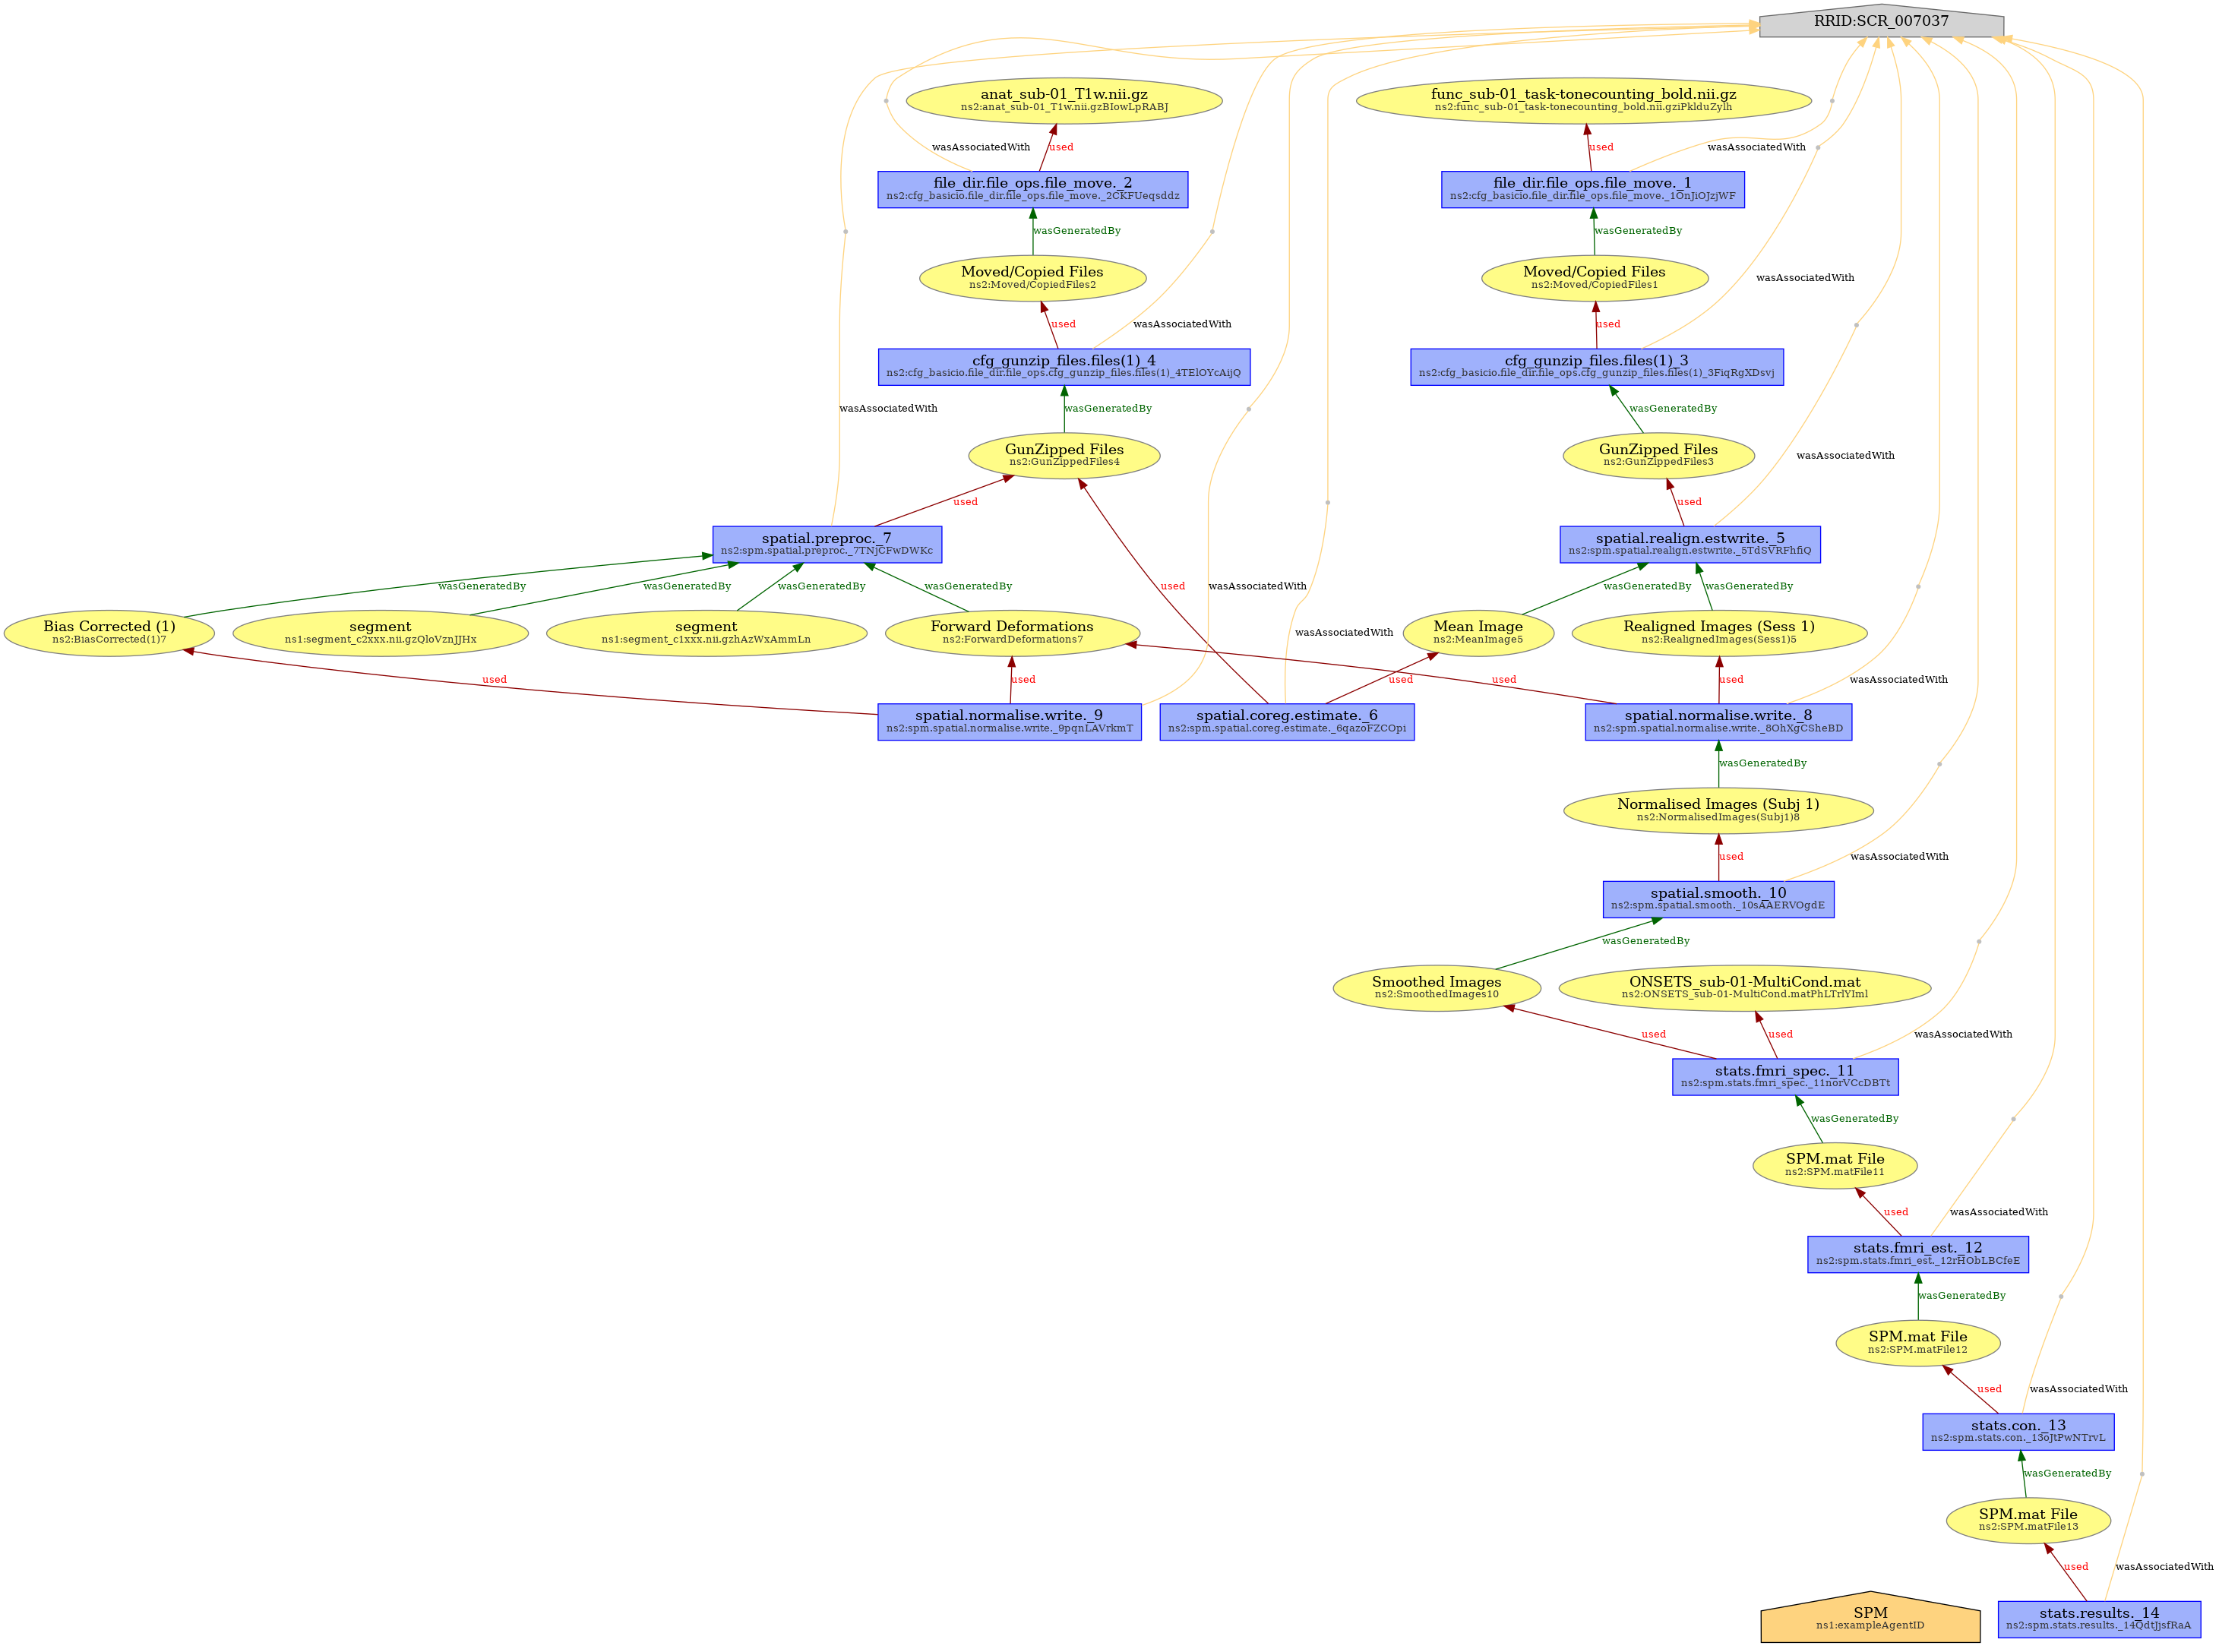 RRID:SCR_007037
anat_sub-01_T1w.nii.gz
ns2:anat_sub-01_T1w.nii.gzBIowLpRABJ
func_sub-01_task-tonecounting_bold.nii.gz
ns2:func_sub-01_task-tonecounting_bold.nii.gziPklduZylh
wasAssociatedWith
used
used
wasAssociatedWith
file_dir.file_ops.file_move._2
ns2:cfg_basicio.file_dir.file_ops.file_move._2CKFUeqsddz
file_dir.file_ops.file_move._1
ns2:cfg_basicio.file_dir.file_ops.file_move._1OnJiOJzjWF
wasGeneratedBy
wasGeneratedBy
Moved/Copied Files
ns2:Moved/CopiedFiles2
Moved/Copied Files
ns2:Moved/CopiedFiles1
wasAssociatedWith
used
wasAssociatedWith
used
cfg_gunzip_files.files(1)_4
ns2:cfg_basicio.file_dir.file_ops.cfg_gunzip_files.files(1)_4TElOYcAijQ
cfg_gunzip_files.files(1)_3
ns2:cfg_basicio.file_dir.file_ops.cfg_gunzip_files.files(1)_3FiqRgXDsvj
wasAssociatedWith
wasGeneratedBy
wasGeneratedBy
GunZipped Files
ns2:GunZippedFiles4
GunZipped Files
ns2:GunZippedFiles3
wasAssociatedWith
used
used
spatial.preproc._7
ns2:spm.spatial.preproc._7TNjCFwDWKc
spatial.realign.estwrite._5
ns2:spm.spatial.realign.estwrite._5TdSVRFhfiQ
wasGeneratedBy
wasGeneratedBy
wasGeneratedBy
wasGeneratedBy
used
wasAssociatedWith
wasGeneratedBy
wasGeneratedBy
Bias Corrected (1)
ns2:BiasCorrected(1)7
segment
ns1:segment_c2xxx.nii.gzQloVznJJHx
segment
ns1:segment_c1xxx.nii.gzhAzWxAmmLn
Forward Deformations
ns2:ForwardDeformations7
wasAssociatedWith
Mean Image
ns2:MeanImage5
Realigned Images (Sess 1)
ns2:RealignedImages(Sess1)5
used
used
used
used
used
wasAssociatedWith
spatial.normalise.write._9
ns2:spm.spatial.normalise.write._9pqnLAVrkmT
spatial.coreg.estimate._6
ns2:spm.spatial.coreg.estimate._6qazoFZCOpi
spatial.normalise.write._8
ns2:spm.spatial.normalise.write._8OhXgCSheBD
wasGeneratedBy
Normalised Images (Subj 1)
ns2:NormalisedImages(Subj1)8
used
wasAssociatedWith
spatial.smooth._10
ns2:spm.spatial.smooth._10sAAERVOgdE
wasGeneratedBy
Smoothed Images
ns2:SmoothedImages10
ONSETS_sub-01-MultiCond.mat
ns2:ONSETS_sub-01-MultiCond.matPhLTrlYIml
used
used
wasAssociatedWith
stats.fmri_spec._11
ns2:spm.stats.fmri_spec._11norVCcDBTt
wasGeneratedBy
SPM.mat File
ns2:SPM.matFile11
used
wasAssociatedWith
stats.fmri_est._12
ns2:spm.stats.fmri_est._12rHObLBCfeE
wasGeneratedBy
SPM.mat File
ns2:SPM.matFile12
used
wasAssociatedWith
stats.con._13
ns2:spm.stats.con._13oJtPwNTrvL
wasGeneratedBy
SPM.mat File
ns2:SPM.matFile13
used
wasAssociatedWith
SPM
ns1:exampleAgentID
stats.results._14
ns2:spm.stats.results._14QdtJjsfRaA